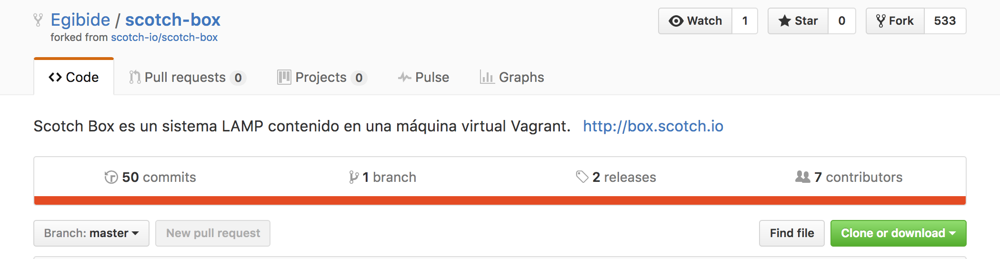 Egibide / scotch-box
forked from scotch-io/scotch-box
Watch 1 Star 0 Fork 533
Code Pull requests 0 Projects 0 Pulse Graphs
Scotch Box es un sistema LAMP contenido en una máquina virtual Vagrant. http://box.scotch.io
50 commits 1 branch 2 releases 7 contributors
Branch: master New pull request Find file Clone or download